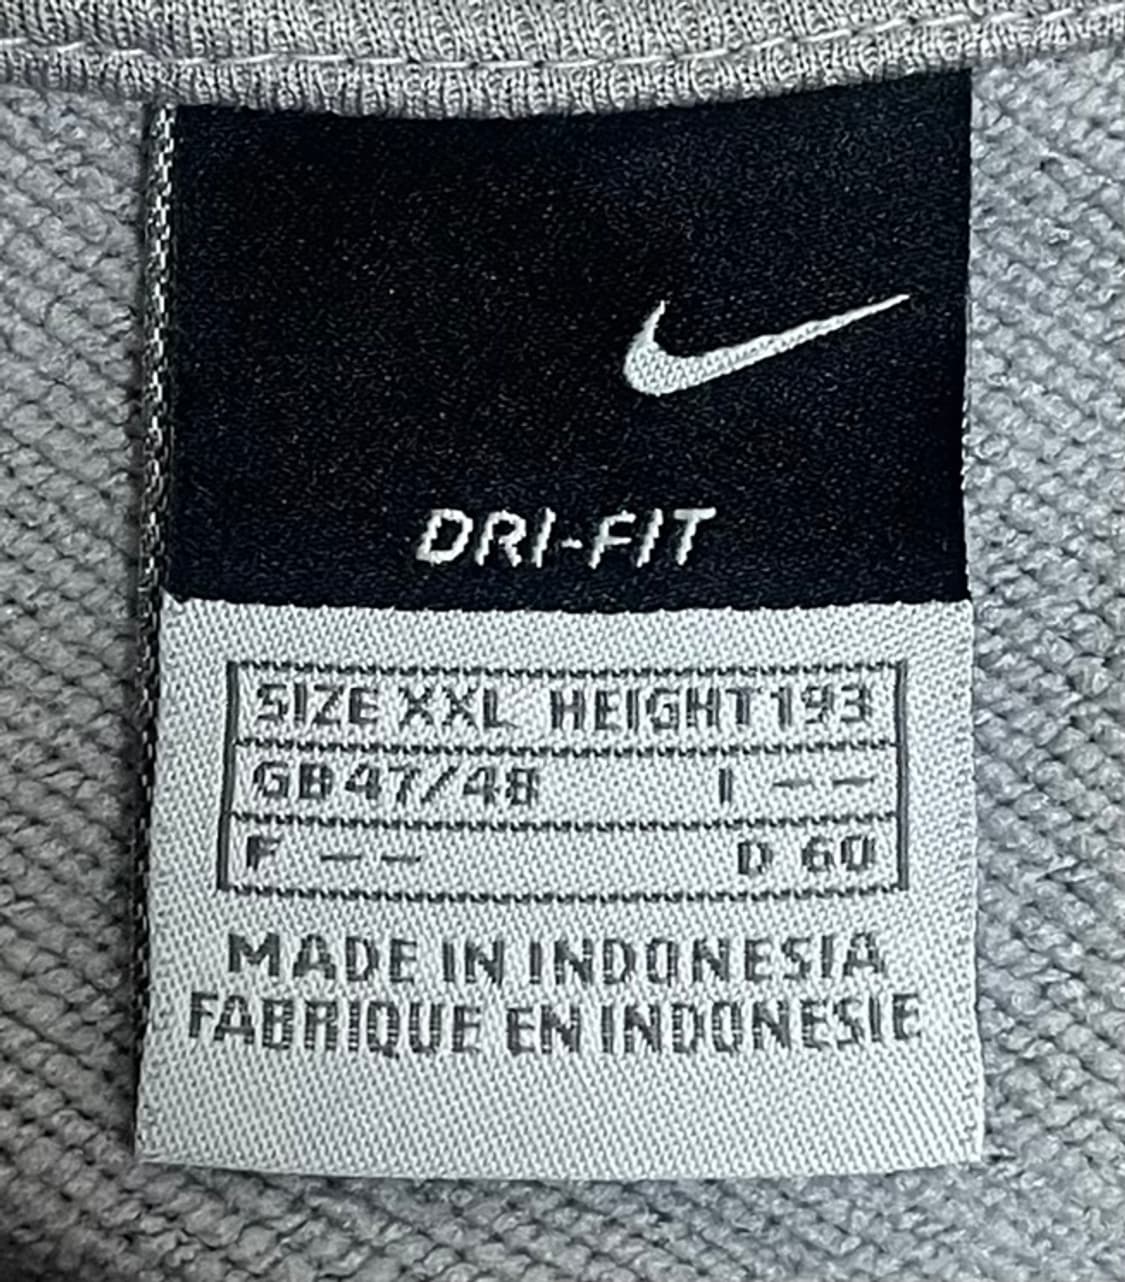 DRI-FIT
SIZE XXL HEIGHT 193
GB 47/48 I --
F -- D 60
MADE IN INDONESIA
FABRIQUE EN INDONESIE